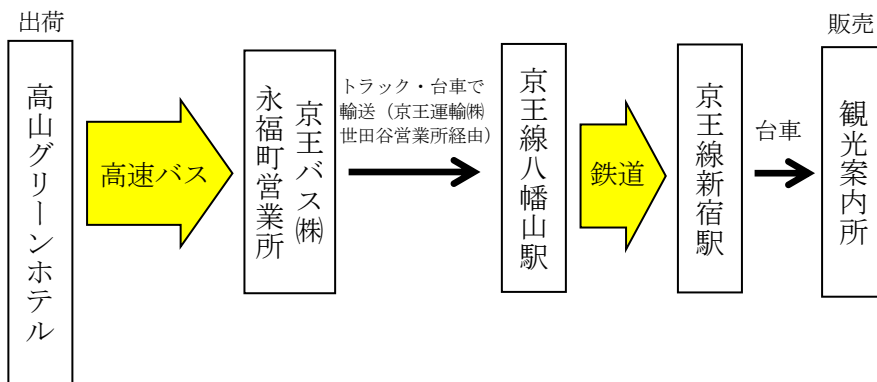 出荷
高山グリーンホテル
高速バス
京王バス㈱
永福町営業所
トラック・台車で
輸送（京王運輸㈱
世田谷営業所経由）
京王線八幡山駅
鉄道
京王線新宿駅
台車
販売
観光案内所